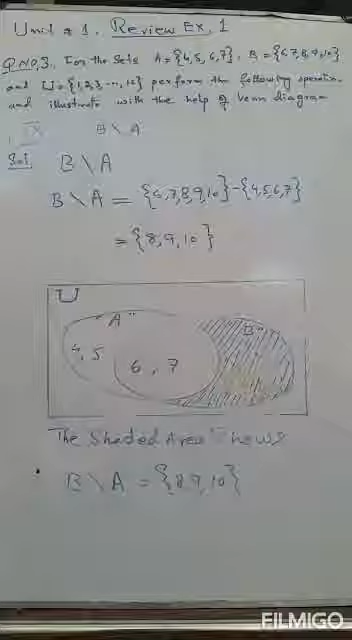 Unit # 1. Review Ex, 1
Q NO, 3. For the Sets A = {4, 5, 6, 7}, B = {6,7,8,9,10}
and U = {1,2,3 ..., 10} perform the following operation
and illustrate with the help of Venn diagram
B \ A
Sol. B \ A
B \ A = {6,7,8,9,10} - {4,5,6,7}
= {8,9,10}
U
"A" B"
4, 5
6, 7
The Shaded Area Shows
B \ A = {8,9,10}
FILMIGO